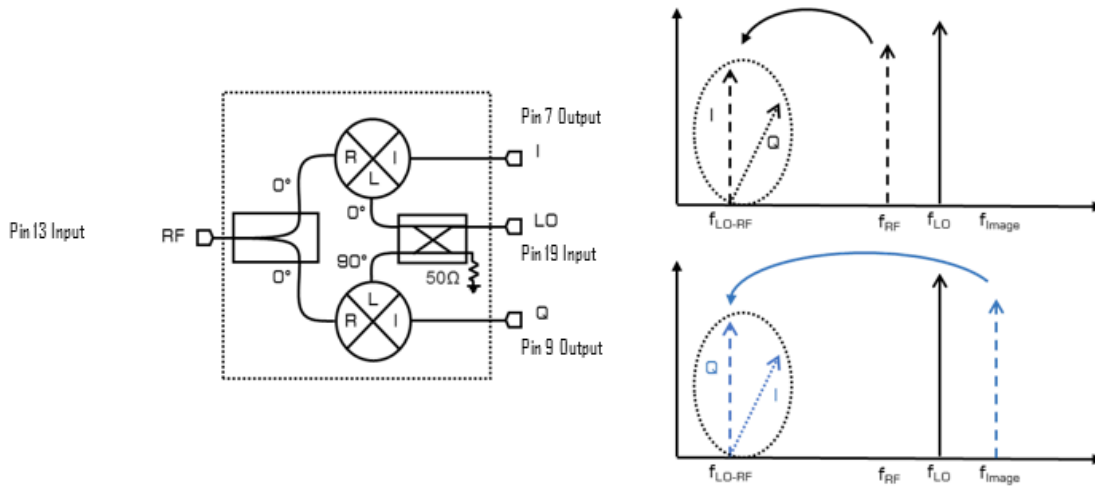 Pin 7 Output
I
R I
L
0°
0°
Pin 13 Input
RF
LO
Pin 19 Input
90°
50Ω
0°
L
R I
Q
Pin 9 Output
I
Q
fLO-RF
fRF
fLO
fImage
Q
I
fLO-RF
fRF
fLO
fImage